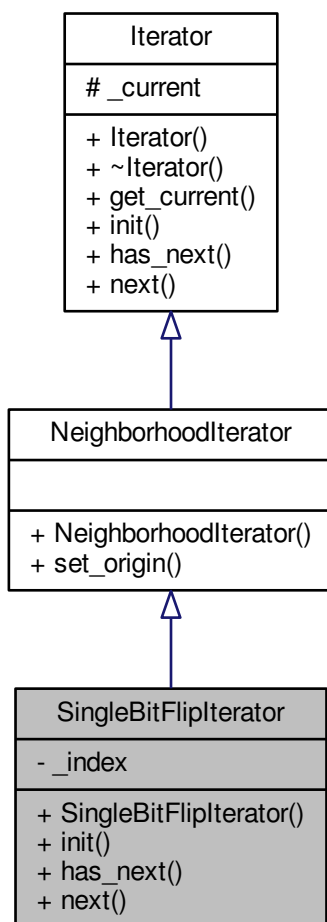 Iterator
# _current
+ Iterator()
+ ~Iterator()
+ get_current()
+ init()
+ has_next()
+ next()
NeighborhoodIterator
+ NeighborhoodIterator()
+ set_origin()
SingleBitFlipIterator
- _index
+ SingleBitFlipIterator()
+ init()
+ has_next()
+ next()